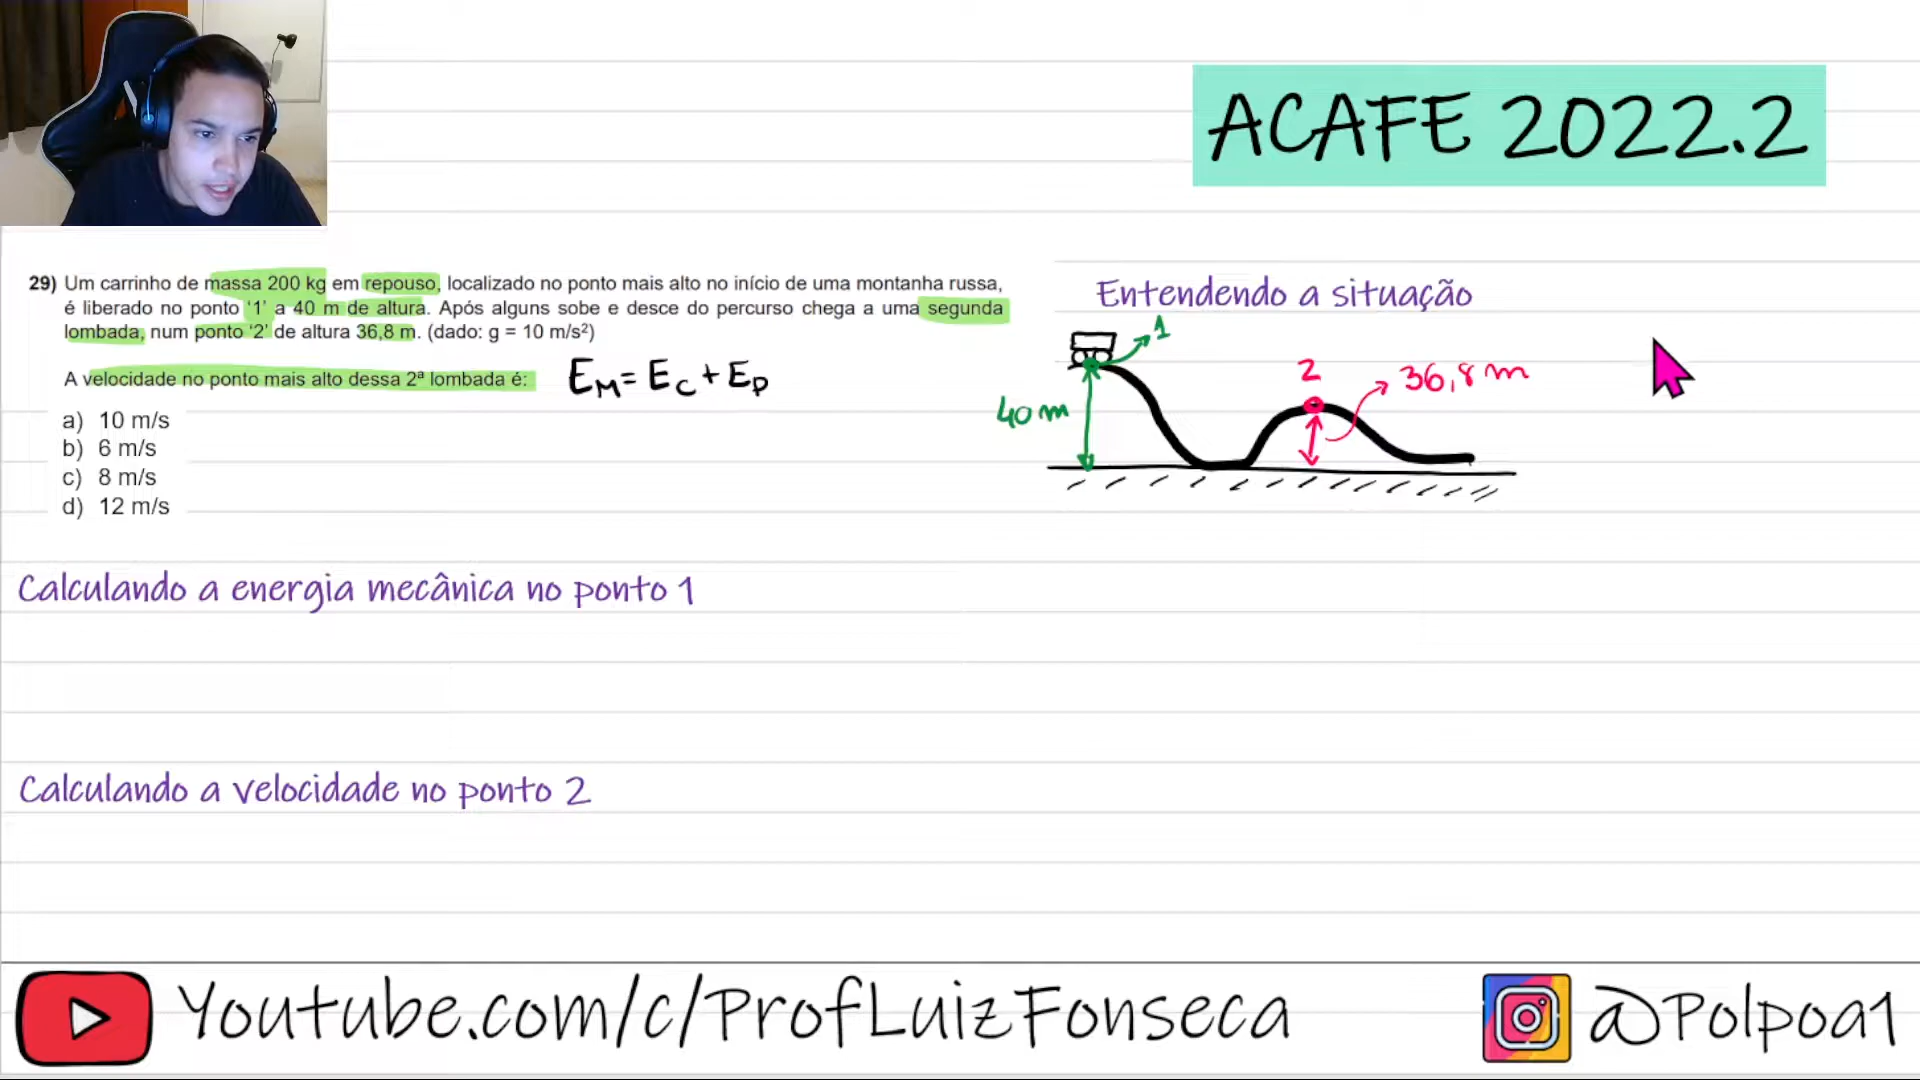 ACAFE 2022.2
29) Um carrinho de massa 200 kg em repouso, localizado no ponto mais alto no início de uma montanha russa,
é liberado no ponto '1' a 40 m de altura. Após alguns sobe e desce do percurso chega a uma segunda
lombada, num ponto '2' de altura 36,8 m. (dado: g = 10 m/s²)
A velocidade no ponto mais alto dessa 2ª lombada é:
EM = EC + EP
a) 10 m/s
b) 6 m/s
c) 8 m/s
d) 12 m/s
Entendendo a situação
1
40 m
2
36,8 m
Calculando a energia mecânica no ponto 1
Calculando a velocidade no ponto 2
Youtube.com/c/ProfLuizFonseca
@Polpoa1